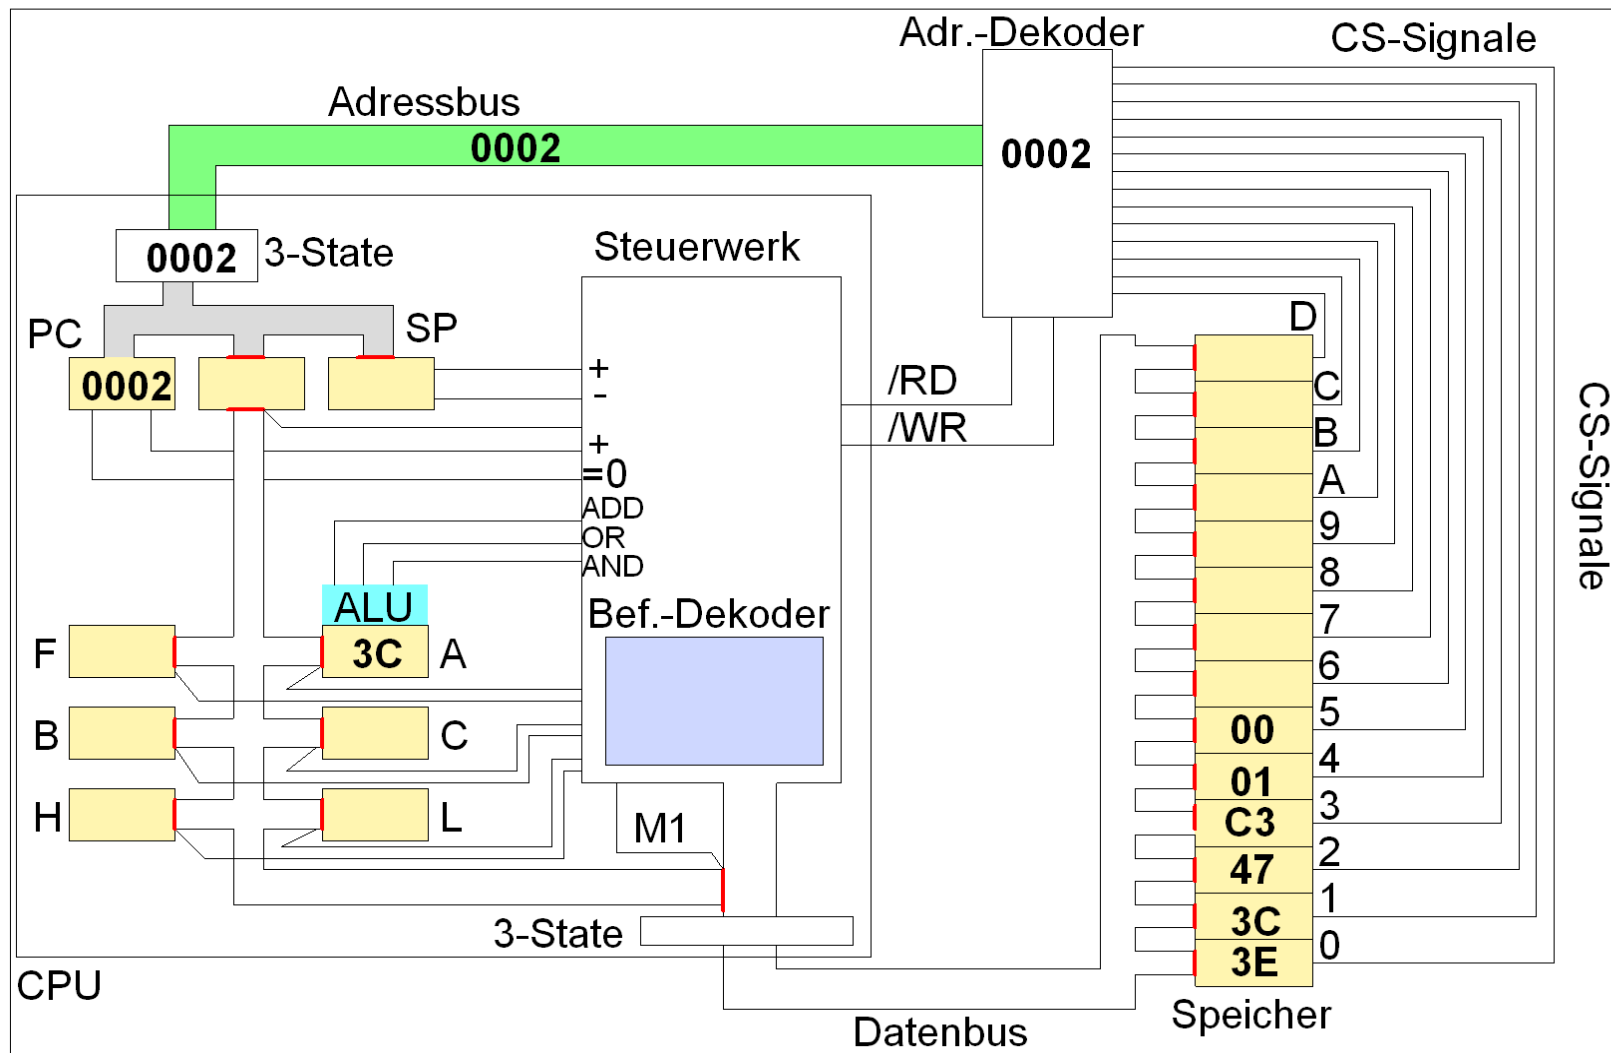 Adr.-Dekoder
CS-Signale
Adressbus
0002
0002
0002
3-State
Steuerwerk
PC
SP
0002
+
-
+
=0
ADD
OR
AND
/RD
/WR
ALU
Bef.-Dekoder
F
3C
A
B
C
H
L
M1
3-State
CPU
Datenbus
D
C
B
A
9
8
7
6
5
00
4
01
3
C3
2
47
1
3C
0
3E
Speicher
CS-Signale